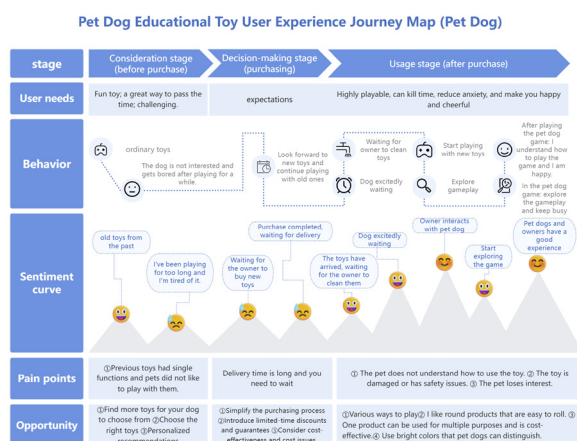 Pet Dog Educational Toy User Experience Journey Map (Pet Dog)
stage
Consideration stage
(before purchase)
Decision-making stage
(purchasing)
Usage stage (after purchase)
User needs
Fun toy; a great way to pass the
time; challenging.
expectations
Highly playable, can kill time, reduce anxiety, and make you happy
and cheerful
Behavior
ordinary toys
The dog is not interested and
gets bored after playing for a
while.
Look forward to
new toys and
continue playing
with old ones
Waiting for
owner to clean
toys
Dog excitedly
waiting
Start playing
with new toys
Explore
gameplay
After playing
the pet dog
game: I
understand how
to play the
game and I am
happy.
In the pet dog
game: explore
the gameplay
and keep busy
Sentiment
curve
old toys from
the past
I've been playing
for too long and
I'm tired of it.
Waiting for
the owner to
buy new
toys
Purchase completed,
waiting for delivery
The toys have
arrived, waiting
for the owner to
clean them
Dog excitedly
waiting
Owner interacts
with pet dog
Start
exploring
the game
Pet dogs and
owners have a
good
experience
Pain points
①Previous toys had single
functions and pets did not like
to play with them.
Delivery time is long and you
need to wait
① The pet does not understand how to use the toy. ② The toy
is damaged or has safety issues. ③ The pet loses interest.
Opportunity
①Find more toys for your dog
to choose from ②Choose the
right toys ③Personalized
recommendations
①Simplify the purchasing process
②Introduce limited-time discounts
and guarantees ③Consider cost-
effectiveness and cost issues
①Various ways to play② I like round products that are easy to roll. ③
One product can be used for multiple purposes and is cost-
effective.④ Use bright colors that pet dogs can distinguish.